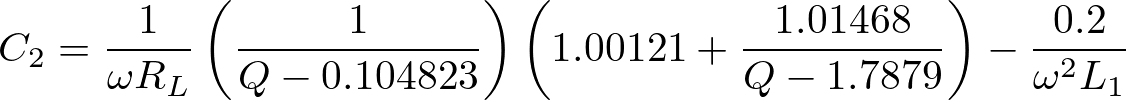 $C_2 = \frac{1}{\omega R_L} \left( \frac{1}{Q - 0.104823} \right) \left( 1.00121 + \frac{1.01468}{Q - 1.7879} \right) - \frac{0.2}{\omega^2 L_1}$